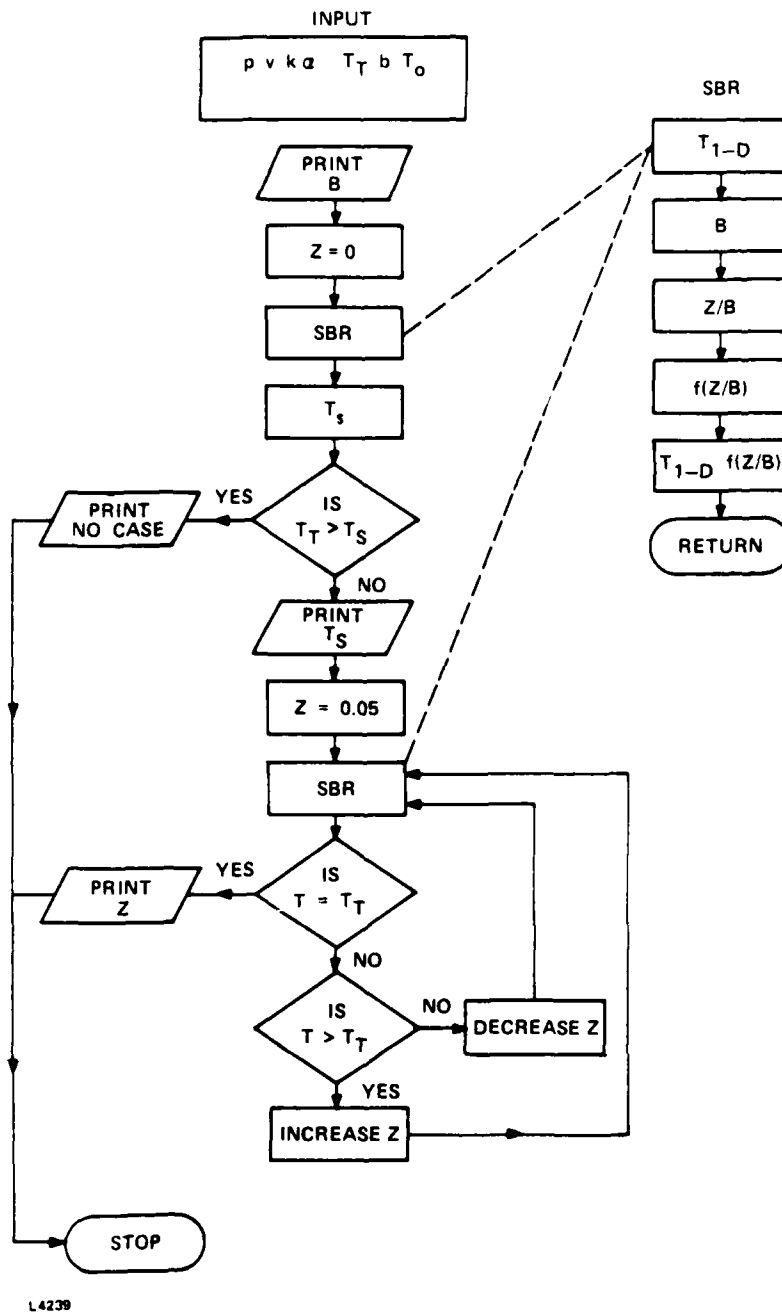 INPUT
p v k α T_T b T_o
PRINT
B
Z = 0
SBR
T_s
IS
T_T > T_S
YES
PRINT
NO CASE
NO
PRINT
T_S
Z = 0.05
SBR
IS
T = T_T
YES
PRINT
Z
NO
IS
T > T_T
NO
DECREASE Z
YES
INCREASE Z
STOP
SBR
T_1-D
B
Z/B
f(Z/B)
T_1-D f(Z/B)
RETURN
L4239